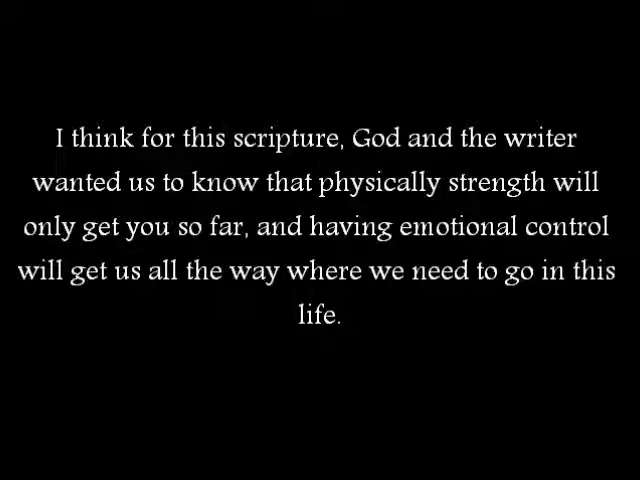 I think for this scripture, God and the writer
wanted us to know that physically strength will
only get you so far, and having emotional control
will get us all the way where we need to go in this
life.